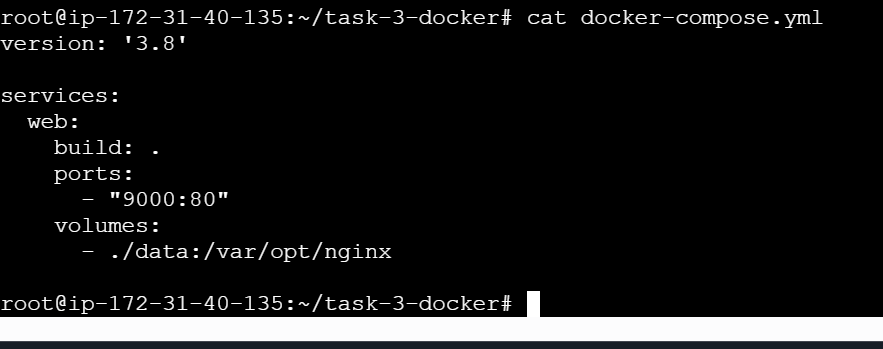 root@ip-172-31-40-135:~/task-3-docker# cat docker-compose.yml
version: '3.8'
services:
  web:
    build: .
    ports:
      - "9000:80"
    volumes:
      - ./data:/var/opt/nginx
root@ip-172-31-40-135:~/task-3-docker#